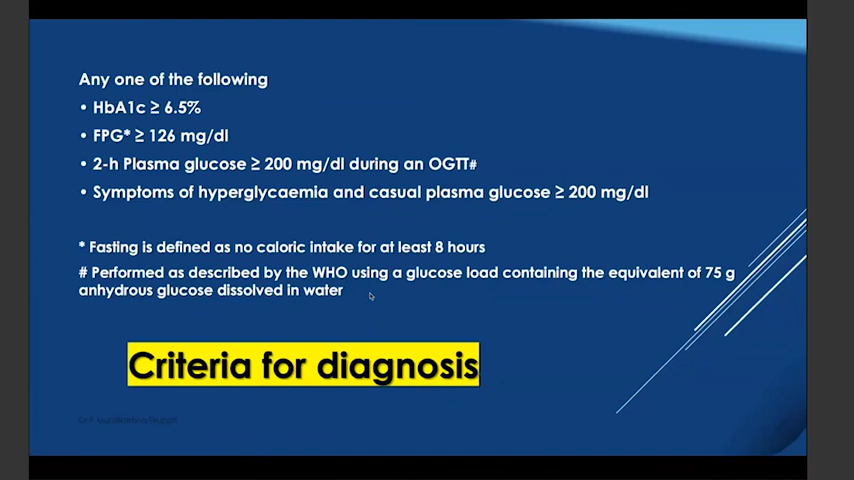 Any one of the following
• HbA1c ≥ 6.5%
• FPG* ≥ 126 mg/dl
• 2-h Plasma glucose ≥ 200 mg/dl during an OGTT#
• Symptoms of hyperglycaemia and casual plasma glucose ≥ 200 mg/dl
* Fasting is defined as no caloric intake for at least 8 hours
# Performed as described by the WHO using a glucose load containing the equivalent of 75 g
anhydrous glucose dissolved in water
Criteria for diagnosis